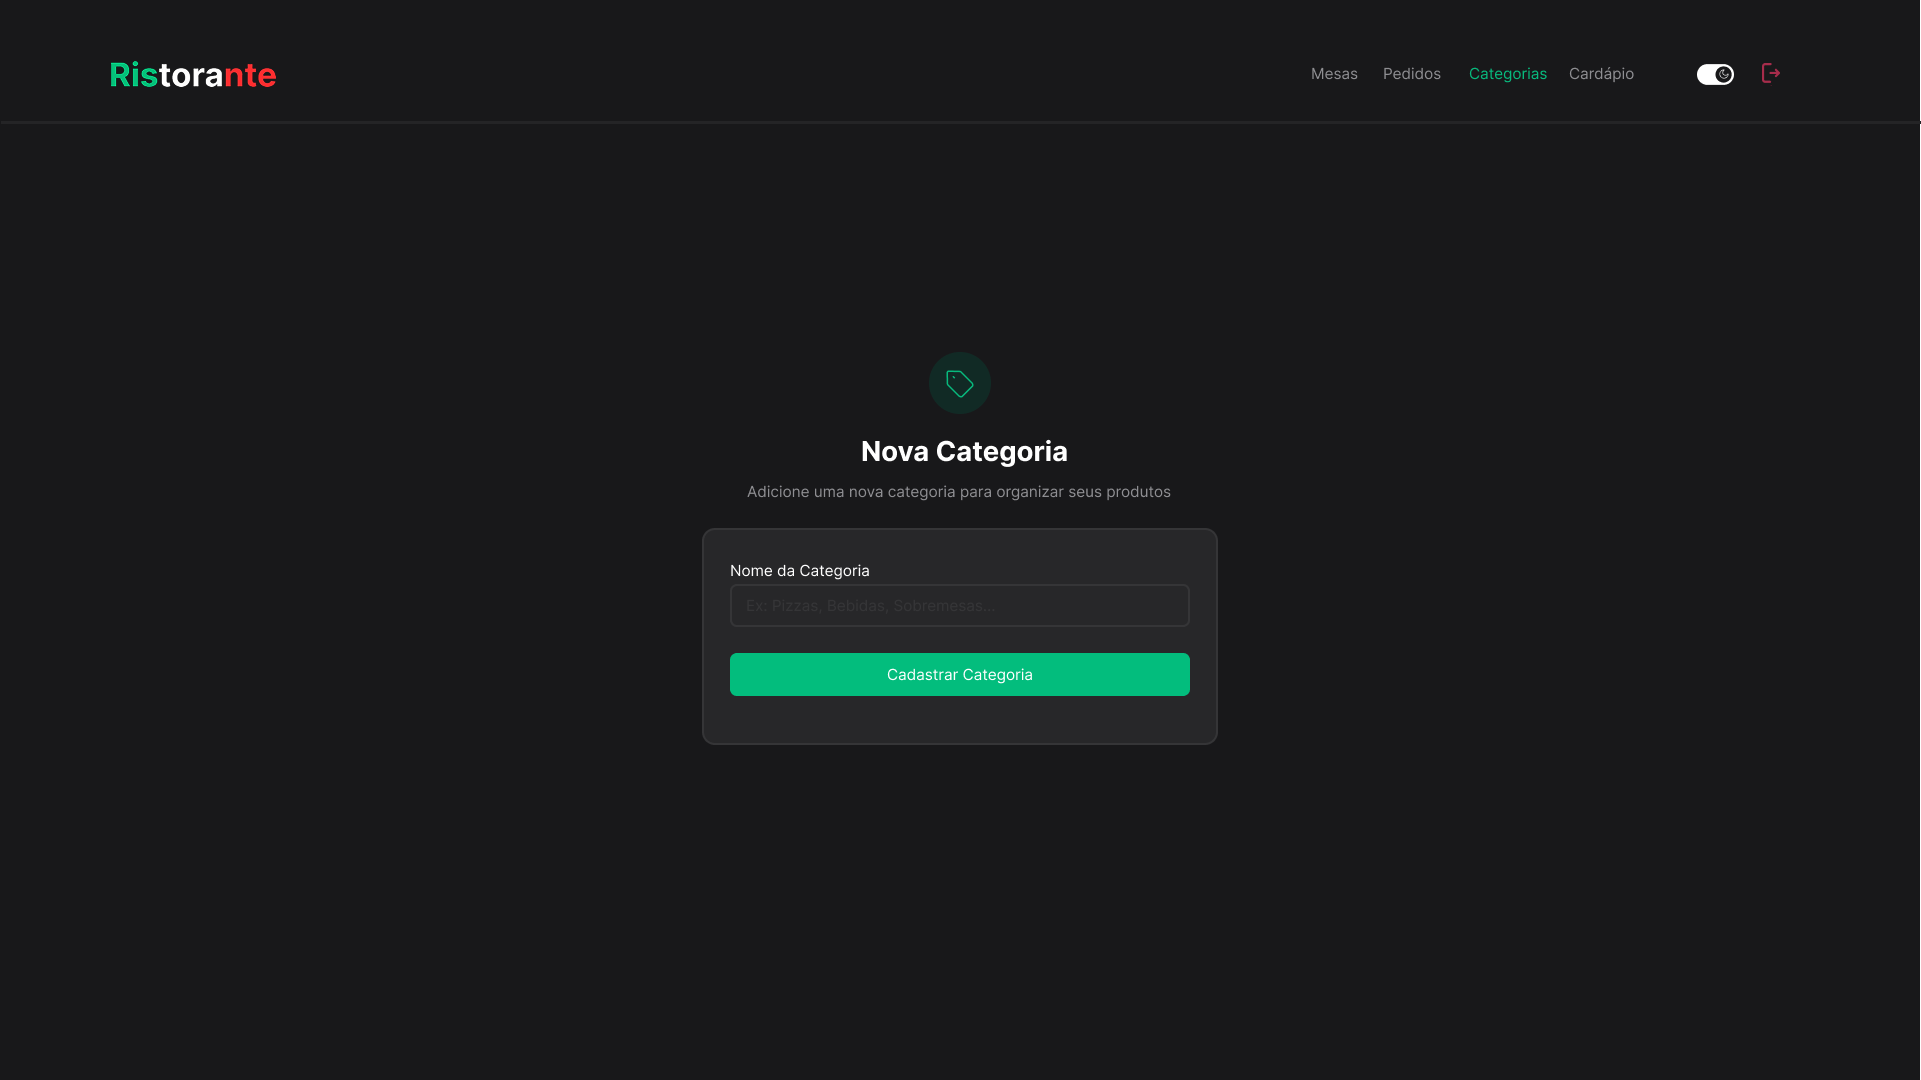 Ristorante
Mesas Pedidos Categorias Cardápio
Nova Categoria
Adicione uma nova categoria para organizar seus produtos
Nome da Categoria
Ex: Pizzas, Bebidas, Sobremesas...
Cadastrar Categoria